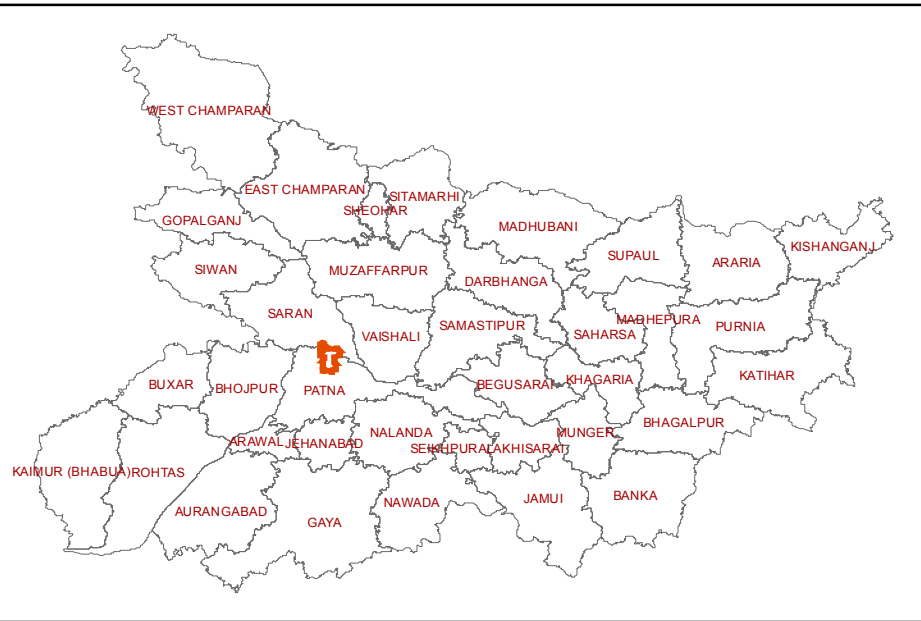 WEST CHAMPARAN
EAST CHAMPARAN
SITAMARHI
SHEOHAR
GOPALGANJ
MADHUBANI
KISHANGANJ
SUPAUL
ARARIA
SIWAN
MUZAFFARPUR
DARBHANGA
SARAN
VAISHALI
SAMASTIPUR
SAHARSA
MADHEPURA
PURNIA
T
BUXAR
BHOJPUR
PATNA
BEGUSARAI
KHAGARIA
KATIHAR
ARAWAL
JEHANABAD
NALANDA
SEIKHPURA
LAKHISARAT
MUNGER
BHAGALPUR
KAIMUR (BHABUA)
ROHTAS
AURANGABAD
GAYA
NAWADA
JAMUI
BANKA